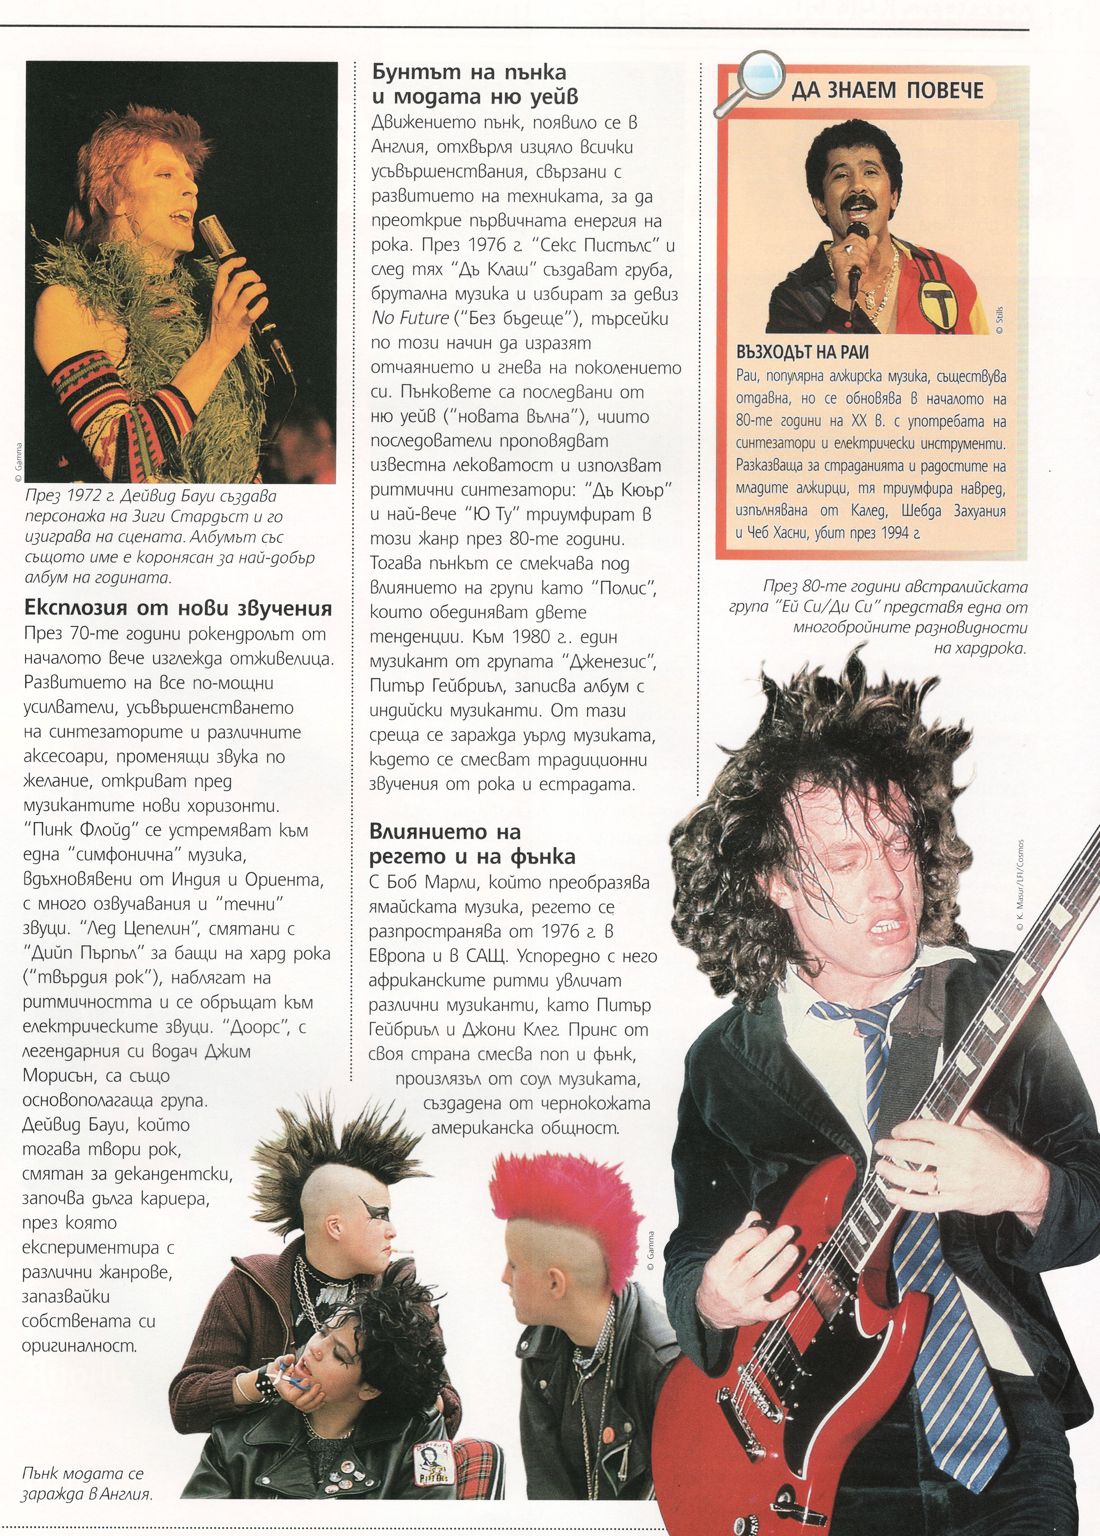 © Gamma
През 1972 г. Дейвид Бауи създава
персонажа на Зиги Стардъст и го
изиграва на сцената. Албумът със
същото име е коронясан за най-добър
албум на годината.
Експлозия от нови звучения
През 70-те години рокендролът от
началото вече изглежда отживелица.
Развитието на все по-мощни
усилватели, усъвършенстването
на синтезаторите и различните
аксесоари, променящи звука по
желание, откриват пред
музикантите нови хоризонти.
“Пинк Флойд” се устремяват към
една “симфонична” музика,
вдъхновявени от Индия и Ориента,
с много озвучавания и “течни”
звуци. “Лед Цепелин”, смятани с
“Дийп Пърпъл” за бащи на хард рока
(“твърдия рок”), наблягат на
ритмичността и се обръщат към
електрическите звуци. “Доорс”, с
легендарния си водач Джим
Морисън, са също
основополагаща група.
Дейвид Бауи, който
тогава твори рок,
смятан за декандентски,
започва дълга кариера,
през която
експериментира с
различни жанрове,
запазвайки
собствената си
оригиналност.
Пънк модата се
заражда в Англия.
Бунтът на пънка
и модата ню уейв
Движението пънк, появило се в
Англия, отхвърля изцяло всички
усъвършенствания, свързани с
развитието на техниката, за да
преоткрие първичната енергия на
рока. През 1976 г. “Секс Пистълс” и
след тях “Дъ Клаш” създават груба,
брутална музика и избират за девиз
No Future (“Без бъдеще”), търсейки
по този начин да изразят
отчаянието и гнева на поколението
си. Пънковете са последвани от
ню уейв (“новата вълна”), чиито
последователи проповядват
известна лековатост и използват
ритмични синтезатори: “Дъ Кюър”
и най-вече “Ю Ту” триумфират в
този жанр през 80-те години.
Тогава пънкът се смекчава под
влиянието на групи като “Полис”,
които обединяват двете
тенденции. Към 1980 г.. един
музикант от групата “Дженезис”,
Питър Гейбриъл, записва албум с
индийски музиканти. От тази
среща се заражда уърлд музиката,
където се смесват традиционни
звучения от рока и естрадата.
Влиянието на
регето и на фънка
С Боб Марли, който преобразява
ямайската музика, регето се
разпространява от 1976 г. в
Европа и в САЩ. Успоредно с него
африканските ритми увличат
различни музиканти, като Питър
Гейбриъл и Джони Клег. Принс от
своя страна смесва поп и фънк,
произлязъл от соул музиката,
създадена от чернокожата
американска общност.
© Gamma
ДА ЗНАЕМ ПОВЕЧЕ
T
© Stills
ВЪЗХОДЪТ НА РАИ
Раи, популярна алжирска музика, съществува
отдавна, но се обновява в началото на
80-те години на XX в. с употребата на
синтезатори и електрически инструменти.
Разказваща за страданията и радостите на
младите алжирци, тя триумфира навред,
изпълнявана от Калед, Шебда Захуания
и Чеб Хасни, убит през 1994 г.
През 80-те години австралийската
група “Ей Си/Ди Си” представя една от
многобройните разновидности
на хардрока.
© K. Masur/LFI/Cosmos